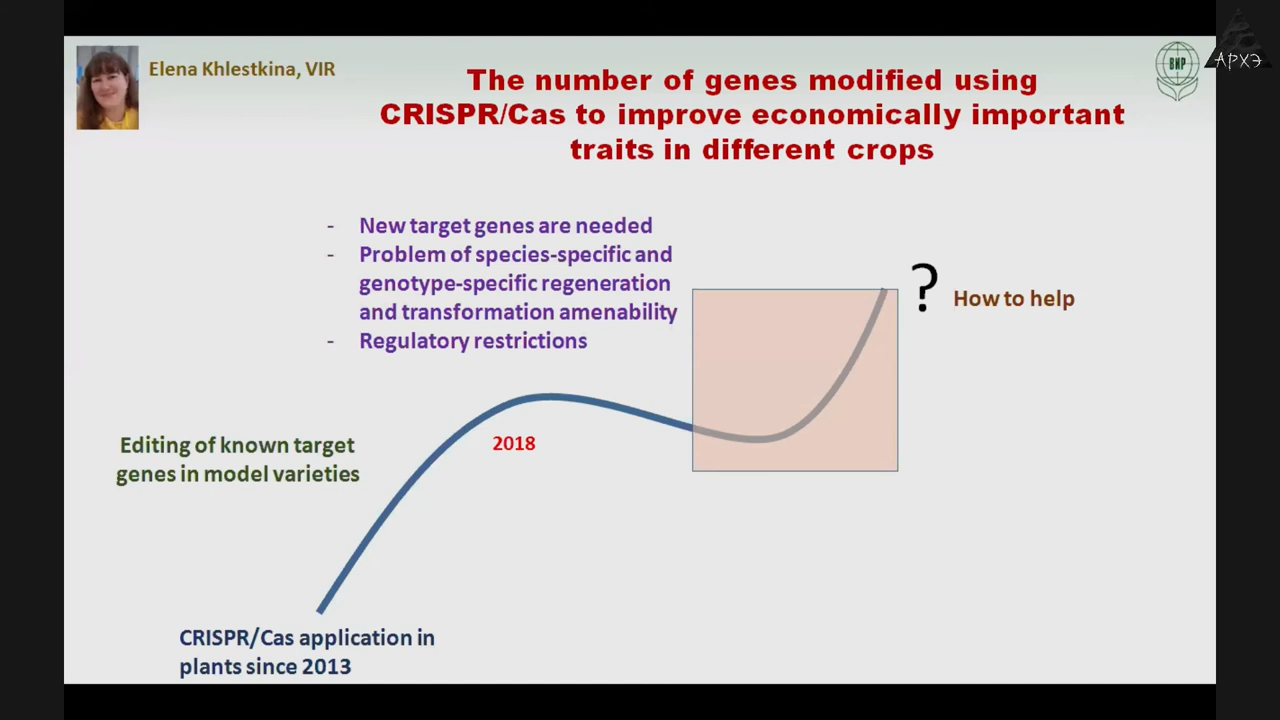 Elena Khlestkina, VIR
The number of genes modified using
CRISPR/Cas to improve economically important
traits in different crops
ВИР
АРХЭ
- New target genes are needed
- Problem of species-specific and
genotype-specific regeneration
and transformation amenability
- Regulatory restrictions
?
How to help
Editing of known target
genes in model varieties
2018
CRISPR/Cas application in
plants since 2013